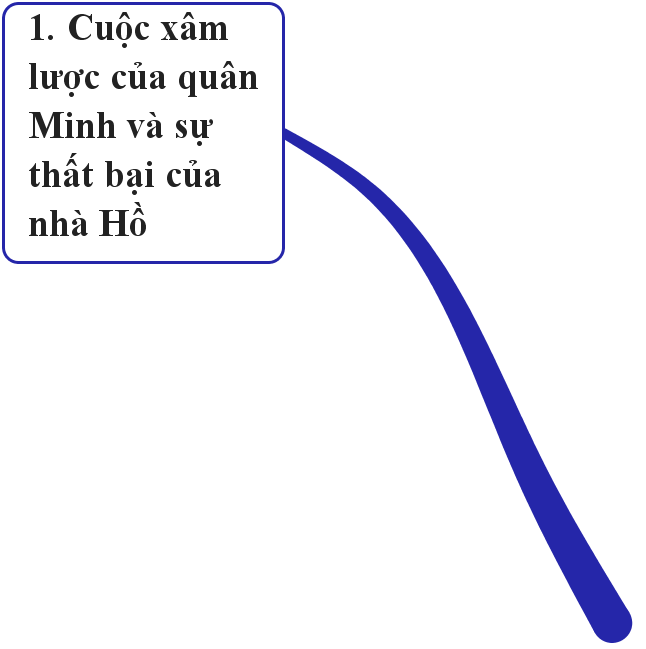 1. Cuộc xâm
lược của quân
Minh và sự
thất bại của
nhà Hồ